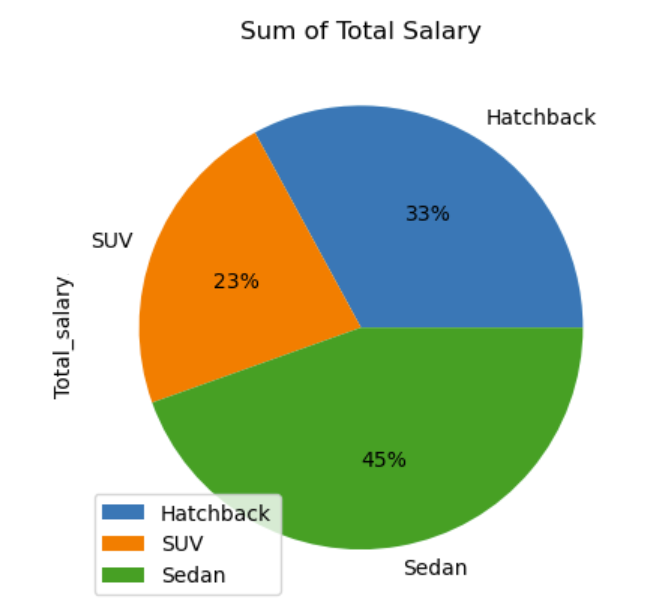 Sum of Total Salary
Hatchback
33%
SUV
23%
Total_salary
45%
Hatchback
SUV
Sedan
Sedan